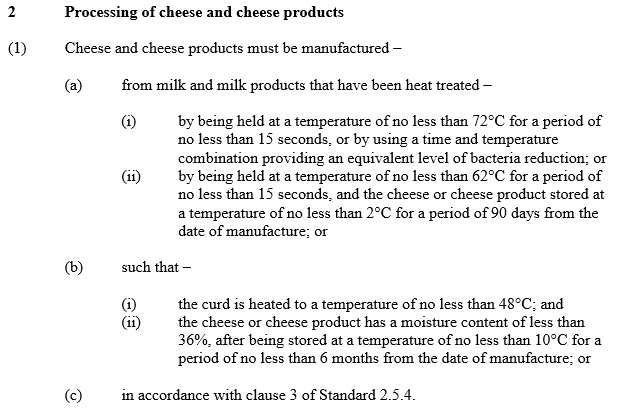 2 Processing of cheese and cheese products
(1) Cheese and cheese products must be manufactured –
(a) from milk and milk products that have been heat treated –
(i) by being held at a temperature of no less than 72°C for a period of
no less than 15 seconds, or by using a time and temperature
combination providing an equivalent level of bacteria reduction; or
(ii) by being held at a temperature of no less than 62°C for a period of
no less than 15 seconds, and the cheese or cheese product stored at
a temperature of no less than 2°C for a period of 90 days from the
date of manufacture; or
(b) such that –
(i) the curd is heated to a temperature of no less than 48°C; and
(ii) the cheese or cheese product has a moisture content of less than
36%, after being stored at a temperature of no less than 10°C for a
period of no less than 6 months from the date of manufacture; or
(c) in accordance with clause 3 of Standard 2.5.4.